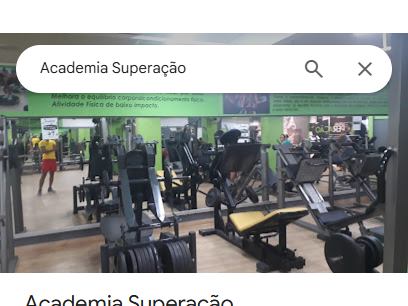 Academia Superação
Melhora o equilíbrio corporal,condicionamento físico.
Atividade Física de baixo impacto.
Academia Superação